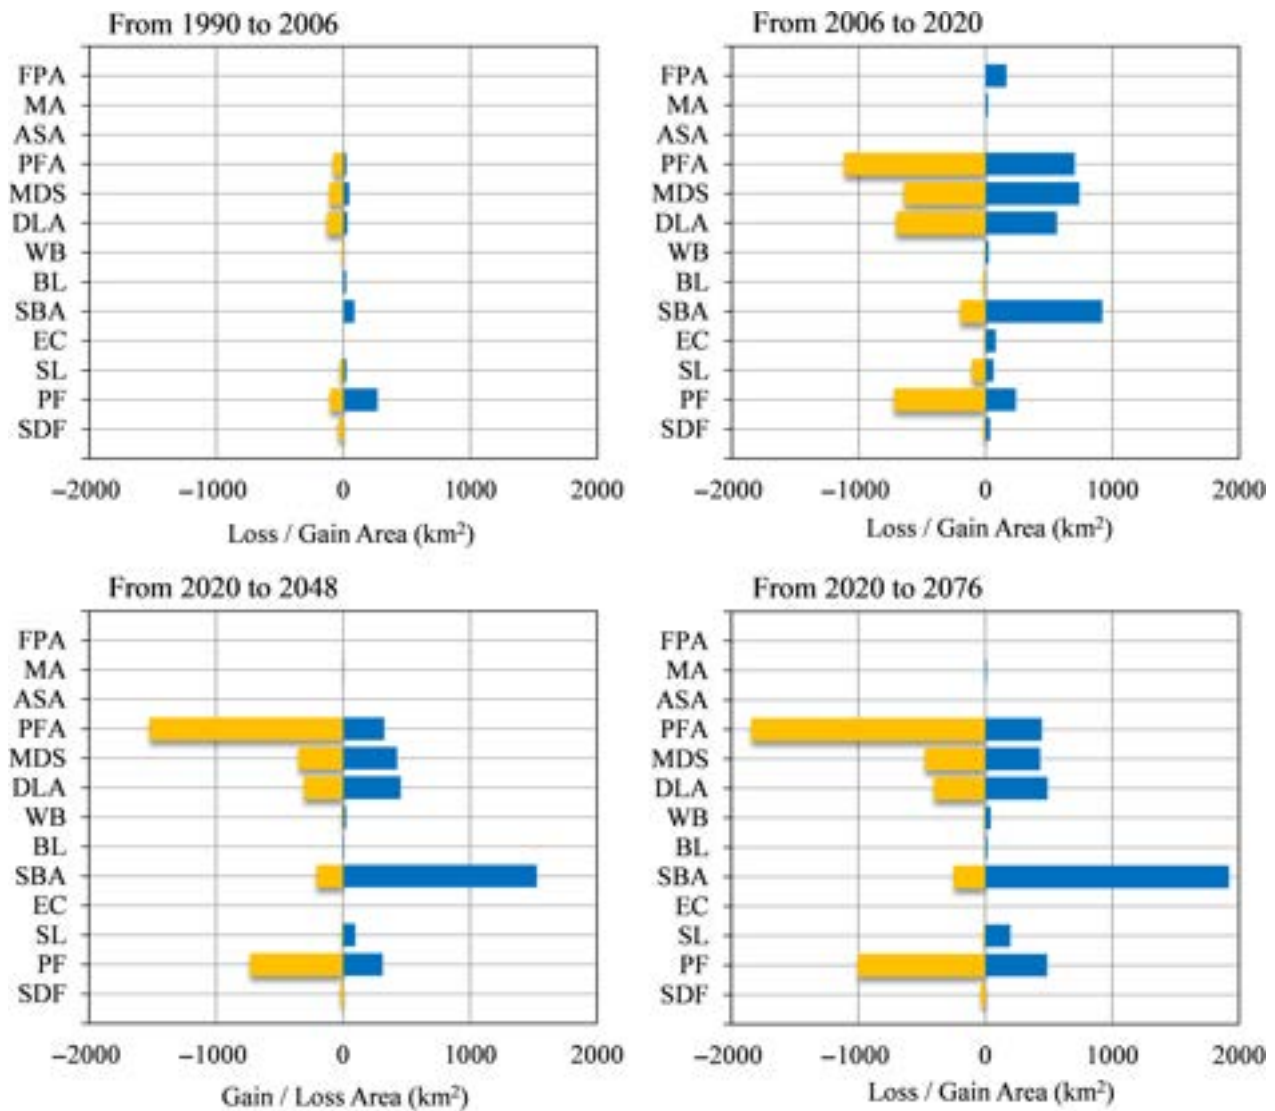 From 1990 to 2006
FPA
MA
ASA
PFA
MDS
DLA
WB
BL
SBA
EC
SL
PF
SDF
−2000 −1000 0 1000 2000
Loss / Gain Area (km²)
From 2006 to 2020
FPA
MA
ASA
PFA
MDS
DLA
WB
BL
SBA
EC
SL
PF
SDF
−2000 −1000 0 1000 2000
Loss / Gain Area (km²)
From 2020 to 2048
FPA
MA
ASA
PFA
MDS
DLA
WB
BL
SBA
EC
SL
PF
SDF
−2000 −1000 0 1000 2000
Gain / Loss Area (km²)
From 2020 to 2076
FPA
MA
ASA
PFA
MDS
DLA
WB
BL
SBA
EC
SL
PF
SDF
−2000 −1000 0 1000 2000
Loss / Gain Area (km²)